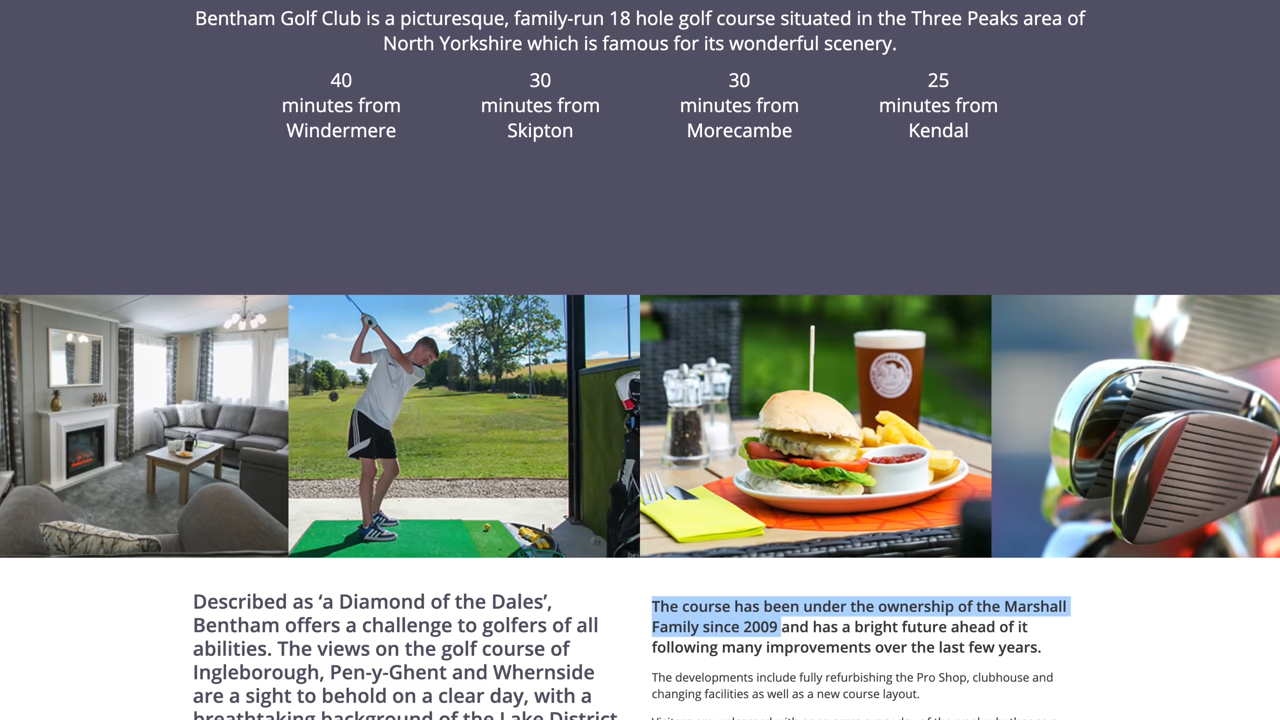 Bentham Golf Club is a picturesque, family-run 18 hole golf course situated in the Three Peaks area of
North Yorkshire which is famous for its wonderful scenery.
40
minutes from
Windermere
30
minutes from
Skipton
30
minutes from
Morecambe
25
minutes from
Kendal
Described as ‘a Diamond of the Dales’,
Bentham offers a challenge to golfers of all
abilities. The views on the golf course of
Ingleborough, Pen-y-Ghent and Whernside
are a sight to behold on a clear day, with a
breathtaking background of the Lake District
The course has been under the ownership of the Marshall
Family since 2009 and has a bright future ahead of it
following many improvements over the last few years.
The developments include fully refurbishing the Pro Shop, clubhouse and
changing facilities as well as a new course layout.